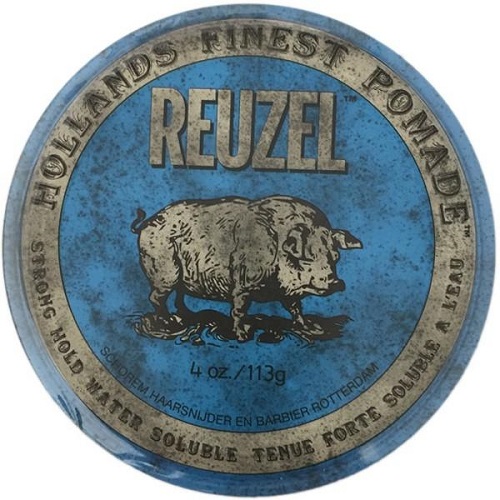 HOLLANDS FINEST POMADE™
REUZEL™
4 oz./113g
SCHOREM HAARSNIJDER EN BARBIER ROTTERDAM
STRONG HOLD WATER SOLUBLE TENUE FORTE SOLUBLE A L'EAU